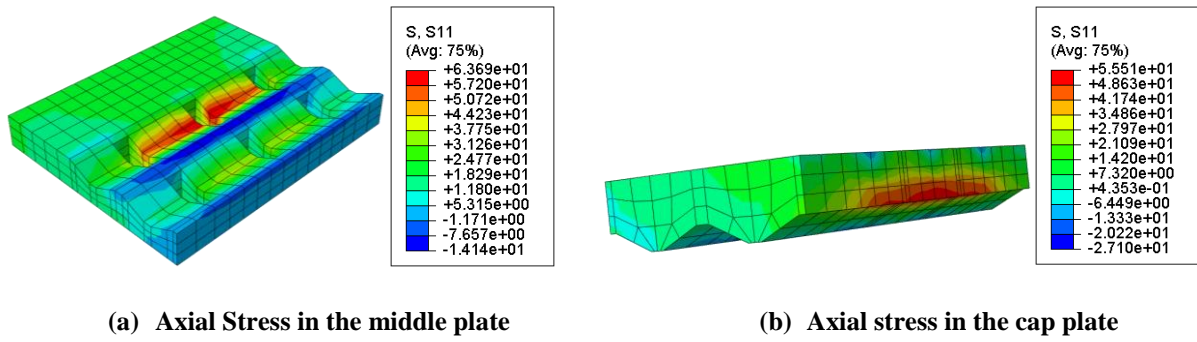 S, S11
(Avg: 75%)
+6.369e+01
+5.720e+01
+5.072e+01
+4.423e+01
+3.775e+01
+3.126e+01
+2.477e+01
+1.829e+01
+1.180e+01
+5.315e+00
-1.171e+00
-7.657e+00
-1.414e+01
S, S11
(Avg: 75%)
+5.551e+01
+4.863e+01
+4.174e+01
+3.486e+01
+2.797e+01
+2.109e+01
+1.420e+01
+7.320e+00
+4.353e-01
-6.449e+00
-1.333e+01
-2.022e+01
-2.710e+01
(a) Axial Stress in the middle plate
(b) Axial stress in the cap plate